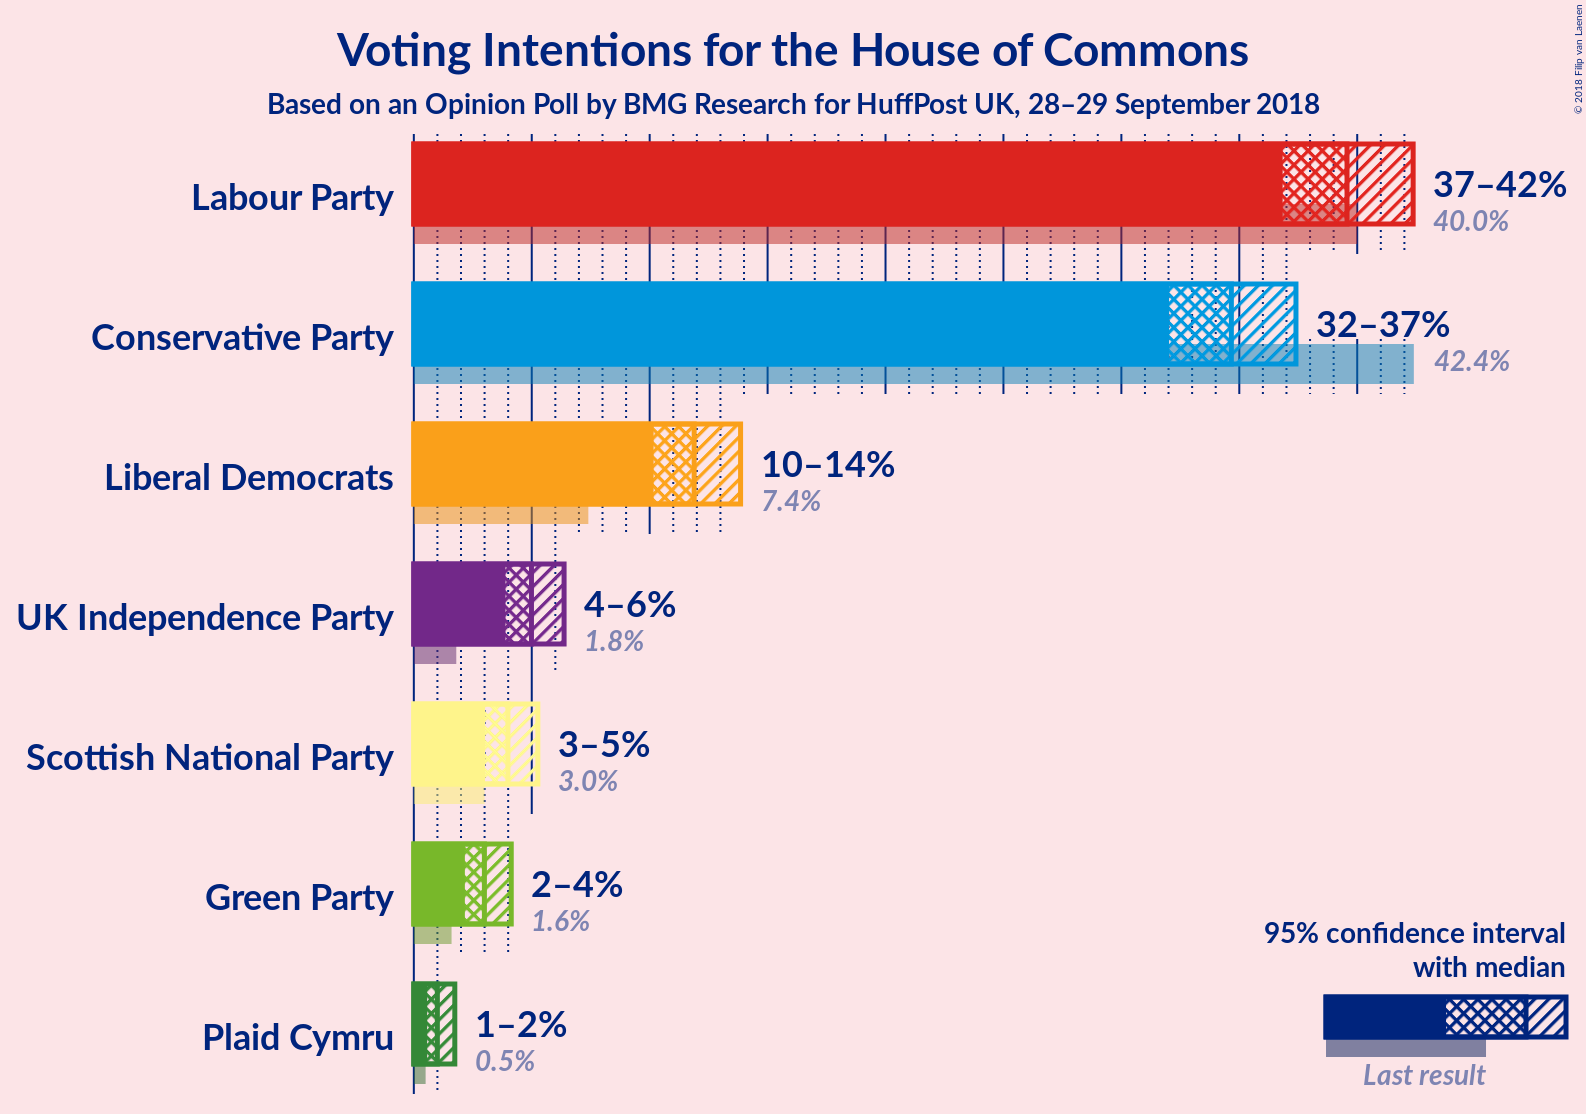 Voting Intentions for the House of Commons
Based on an Opinion Poll by BMG Research for HuffPost UK, 28–29 September 2018
© 2018 Filip van Laenen
Labour Party
37–42%
40.0%
Conservative Party
32–37%
42.4%
Liberal Democrats
10–14%
7.4%
UK Independence Party
4–6%
1.8%
Scottish National Party
3–5%
3.0%
Green Party
2–4%
1.6%
Plaid Cymru
1–2%
0.5%
95% confidence interval
with median
Last result